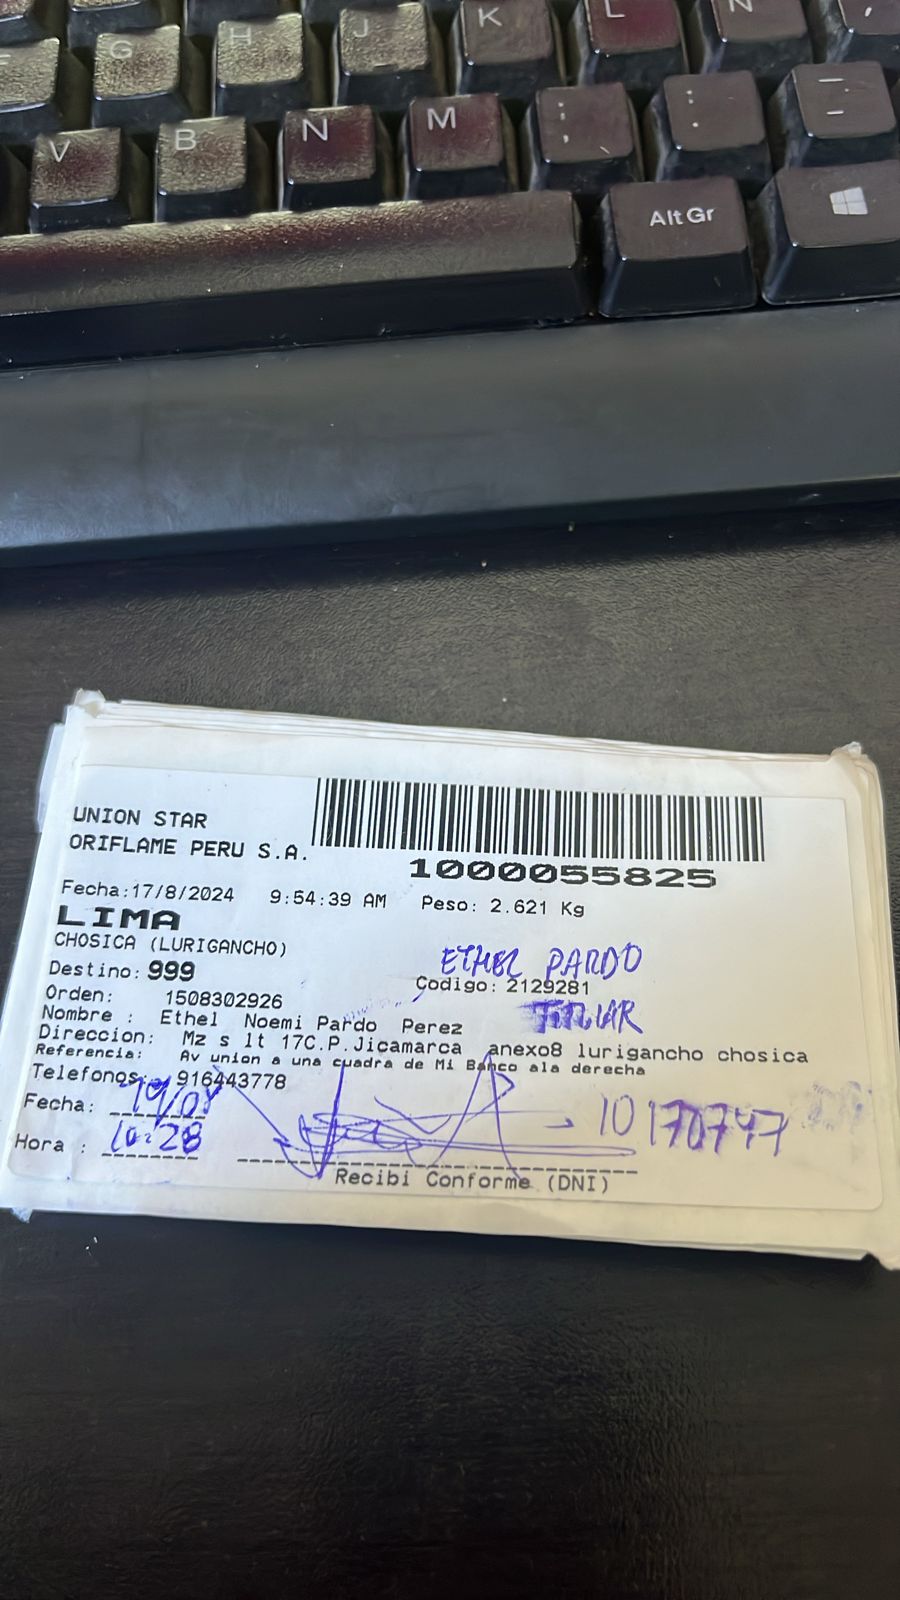 G H J K L
V B N M ; :
Alt Gr
UNION STAR
ORIFLAME PERU S.A.
1000055825
Fecha:17/8/2024 9:54:39 AM Peso: 2.621 Kg
LIMA
CHOSICA (LURIGANCHO)
ETHEL PARDO
Destino: 999
Codigo: 2129281
Orden: 1508302926
TITULAR
Nombre : Ethel Noemi Pardo Perez
Direccion: Mz s lt 17C.P.Jicamarca anexo8 lurigancho chosica
Referencia: Av union a una cuadra de Mi Banco ala derecha
Telefonos: 916443778
Fecha: 19/08
10170747
Hora : 10:28
Recibi Conforme (DNI)